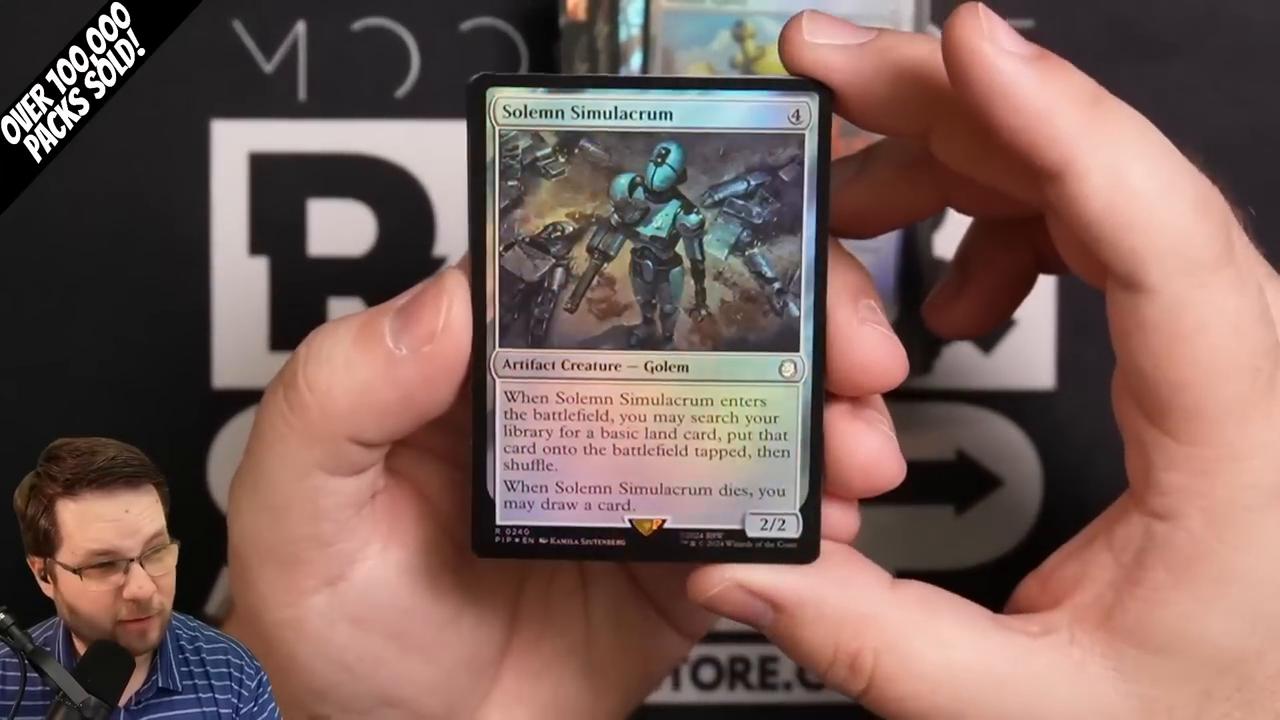 OVER 100,000
PACKS SOLD!
Solemn Simulacrum 4
Artifact Creature — Golem
When Solemn Simulacrum enters
the battlefield, you may search your
library for a basic land card, put that
card onto the battlefield tapped, then
shuffle.
When Solemn Simulacrum dies, you
may draw a card.
2/2
R 0240
PIP ★ EN Kamila Szutenberg
™ & © 2024 Wizards of the Coast
TORE.C